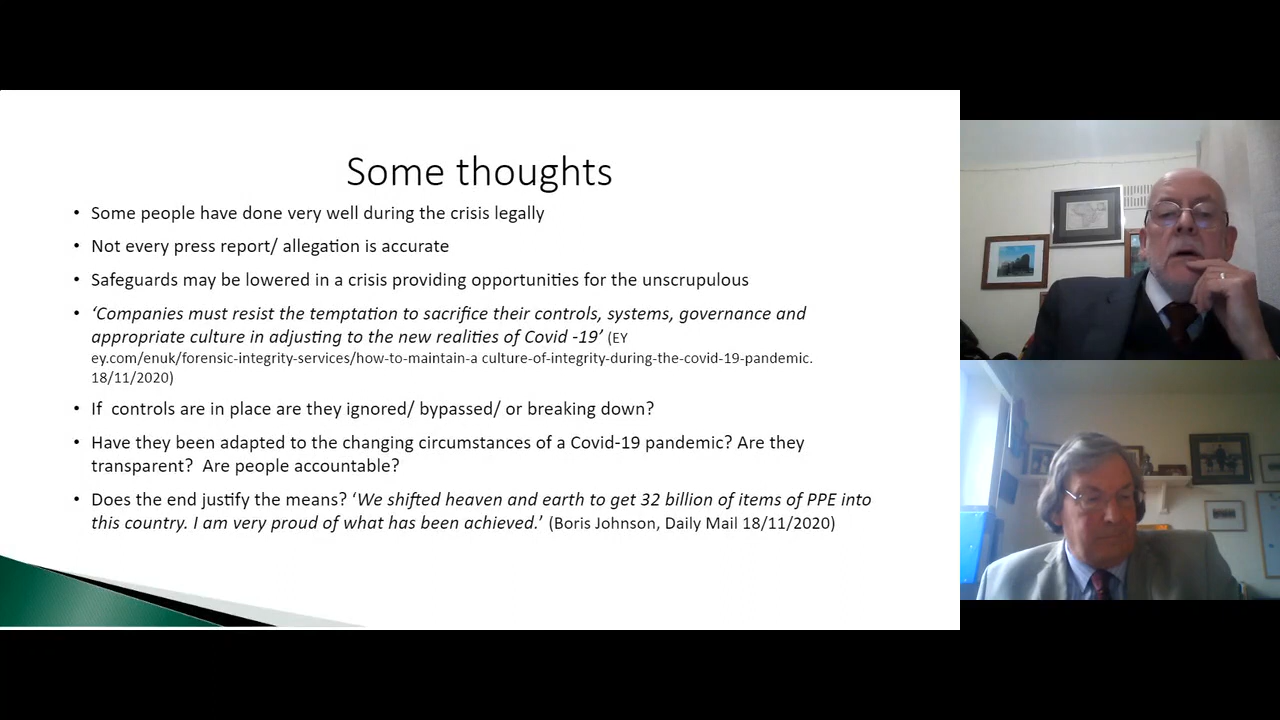 Some thoughts
• Some people have done very well during the crisis legally
• Not every press report/ allegation is accurate
• Safeguards may be lowered in a crisis providing opportunities for the unscrupulous
• ‘Companies must resist the temptation to sacrifice their controls, systems, governance and
appropriate culture in adjusting to the new realities of Covid -19’ (EY
ey.com/enuk/forensic-integrity-services/how-to-maintain-a culture-of-integrity-during-the-covid-19-pandemic.
18/11/2020)
• If  controls are in place are they ignored/ bypassed/ or breaking down?
• Have they been adapted to the changing circumstances of a Covid-19 pandemic? Are they
transparent?  Are people accountable?
• Does the end justify the means? ‘We shifted heaven and earth to get 32 billion of items of PPE into
this country. I am very proud of what has been achieved.’ (Boris Johnson, Daily Mail 18/11/2020)